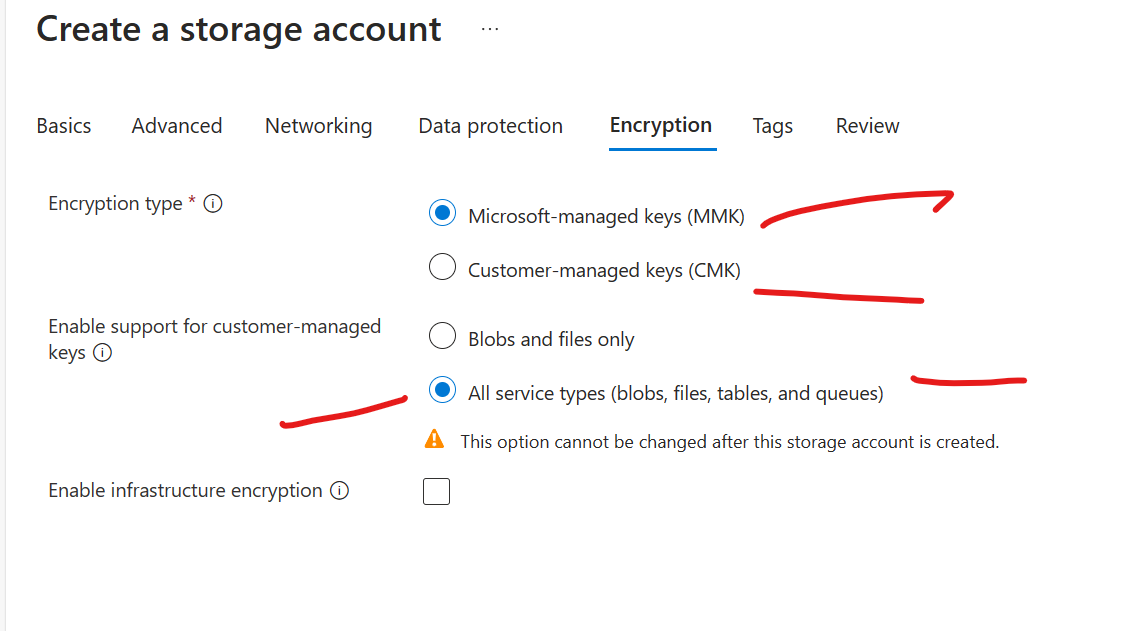 Create a storage account ...
Basics Advanced Networking Data protection Encryption Tags Review
Encryption type *
Microsoft-managed keys (MMK)
Customer-managed keys (CMK)
Enable support for customer-managed
keys
Blobs and files only
All service types (blobs, files, tables, and queues)
This option cannot be changed after this storage account is created.
Enable infrastructure encryption